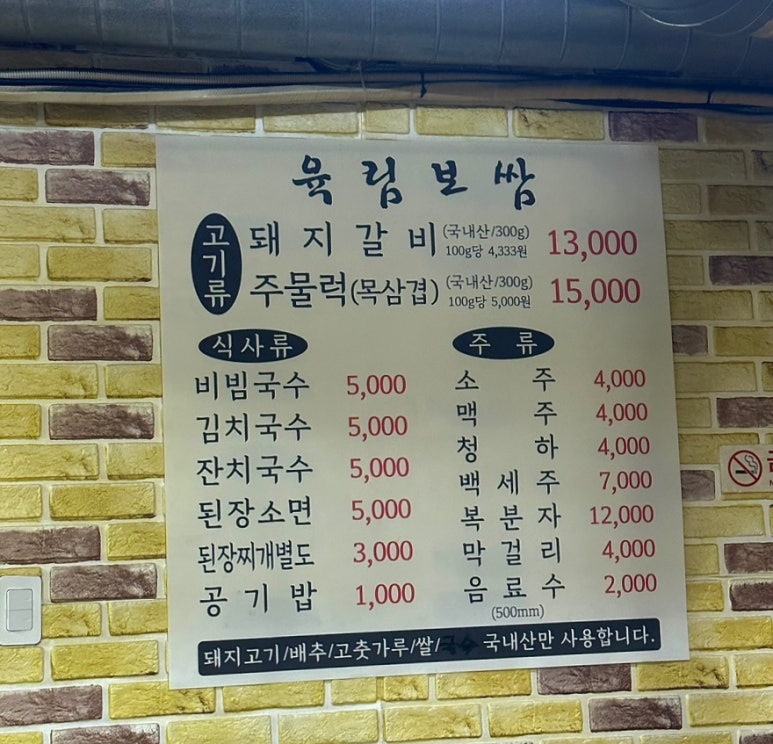 육림보쌈
고기류
돼지갈비 (국내산/300g) 100g당 4,333원 13,000
주물럭(목삼겹) (국내산/300g) 100g당 5,000원 15,000
식사류
비빔국수 5,000
김치국수 5,000
잔치국수 5,000
된장소면 5,000
된장찌개별도 3,000
공기밥 1,000
주류
소주 4,000
맥주 4,000
청하 4,000
백세주 7,000
복분자 12,000
막걸리 4,000
음료수 2,000
(500mm)
돼지고기/배추/고춧가루/쌀/ 국내산만 사용합니다.